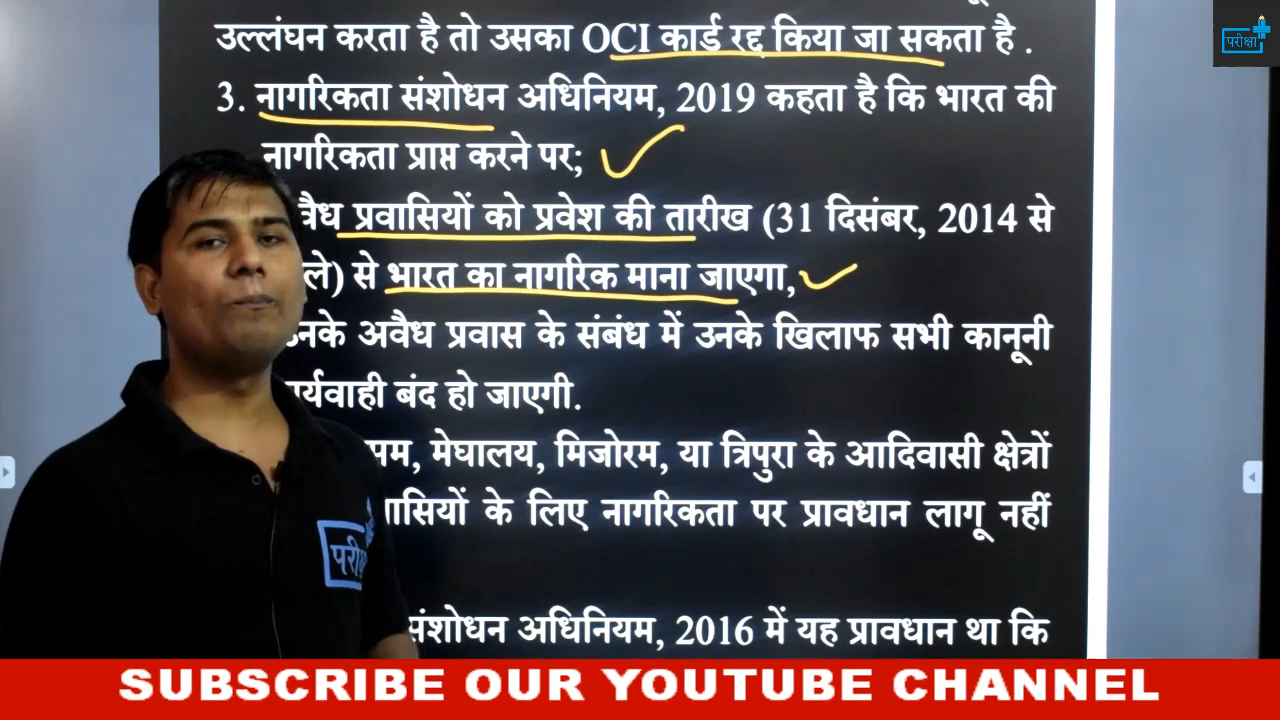 परीक्षा
उल्लंघन करता है तो उसका OCI कार्ड रद्द किया जा सकता है .
3. नागरिकता संशोधन अधिनियम, 2019 कहता है कि भारत की
नागरिकता प्राप्त करने पर;
प्रवासियों को प्रवेश की तारीख (31 दिसंबर, 2014 से
से भारत का नागरिक माना जाएगा,
अवैध प्रवास के संबंध में उनके खिलाफ सभी कानूनी
बंद हो जाएगी.
मेघालय, मिजोरम, या त्रिपुरा के आदिवासी क्षेत्रों
के लिए नागरिकता पर प्रावधान लागू नहीं
संशोधन अधिनियम, 2016 में यह प्रावधान था कि
SUBSCRIBE OUR YOUTUBE CHANNEL